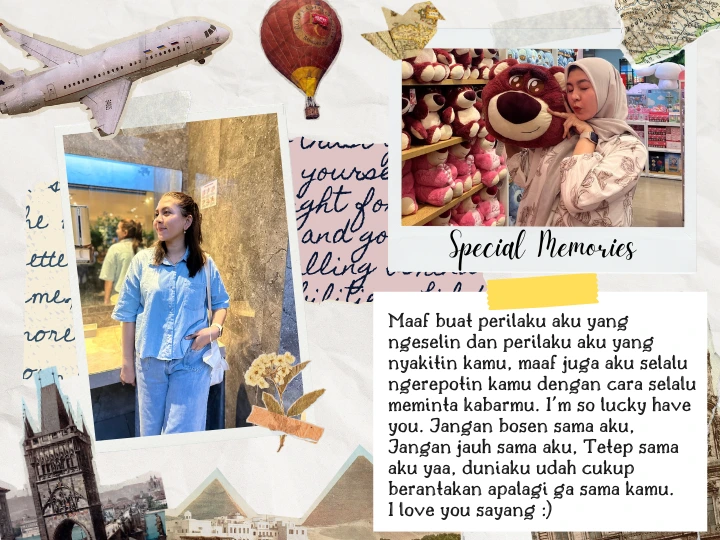 Special Memories
yourse
ght fo
and go
lling
he
ette
me,
nore
Maaf buat perilaku aku yang
ngeselin dan perilaku aku yang
nyakitin kamu, maaf juga aku selalu
ngerepotin kamu dengan cara selalu
meminta kabarmu. I'm so lucky have
you. Jangan bosen sama aku,
Jangan jauh sama aku, Tetep sama
aku yaa, duniaku udah cukup
berantakan apalagi ga sama kamu.
I love you sayang :)